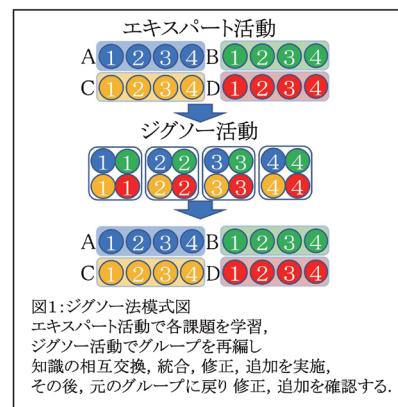 エキスパート活動
A 1 2 3 4 B 1 2 3 4
C 1 2 3 4 D 1 2 3 4
ジグソー活動
1 1 2 2 3 3 4 4
1 1 2 2 3 3 4 4
A 1 2 3 4 B 1 2 3 4
C 1 2 3 4 D 1 2 3 4
図1:ジグソー法模式図
エキスパート活動で各課題を学習,
ジグソー活動でグループを再編し
知識の相互交換, 統合, 修正, 追加を実施,
その後, 元のグループに戻り 修正, 追加を確認する.